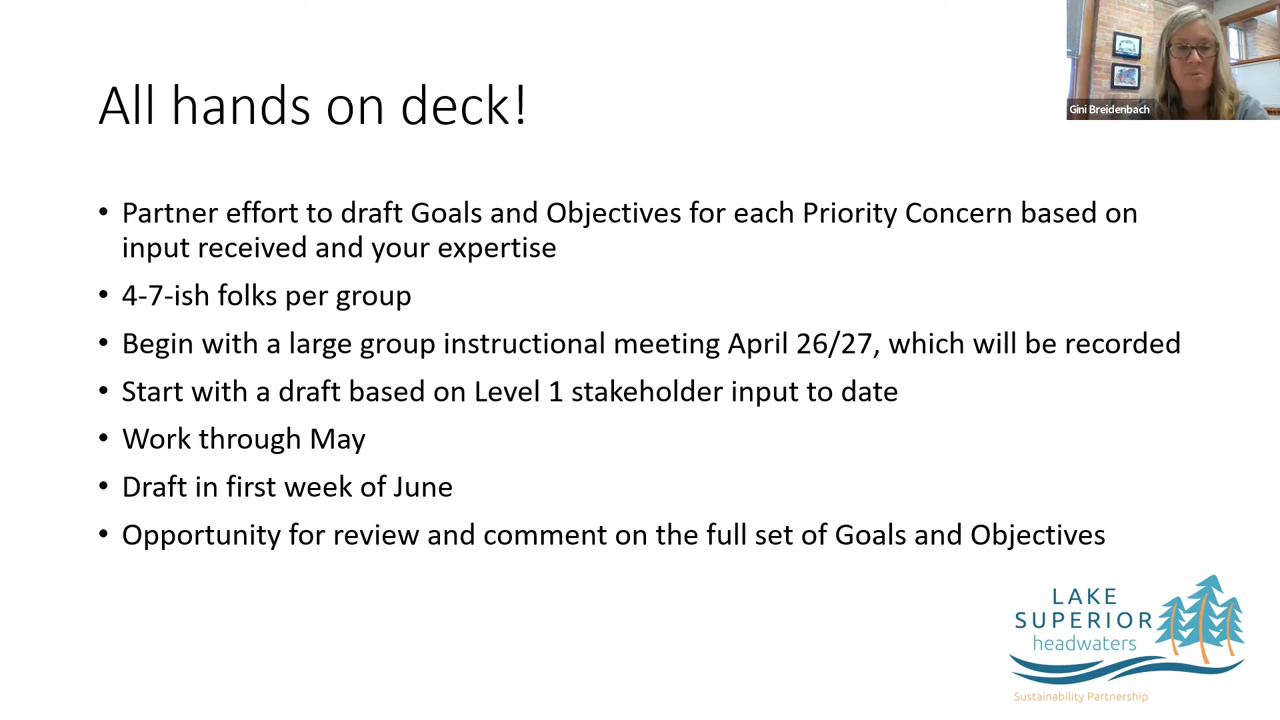 All hands on deck!
Gini Breidenbach
• Partner effort to draft Goals and Objectives for each Priority Concern based on
input received and your expertise
• 4-7-ish folks per group
• Begin with a large group instructional meeting April 26/27, which will be recorded
• Start with a draft based on Level 1 stakeholder input to date
• Work through May
• Draft in first week of June
• Opportunity for review and comment on the full set of Goals and Objectives
LAKE
SUPERIOR
headwaters
Sustainability Partnership